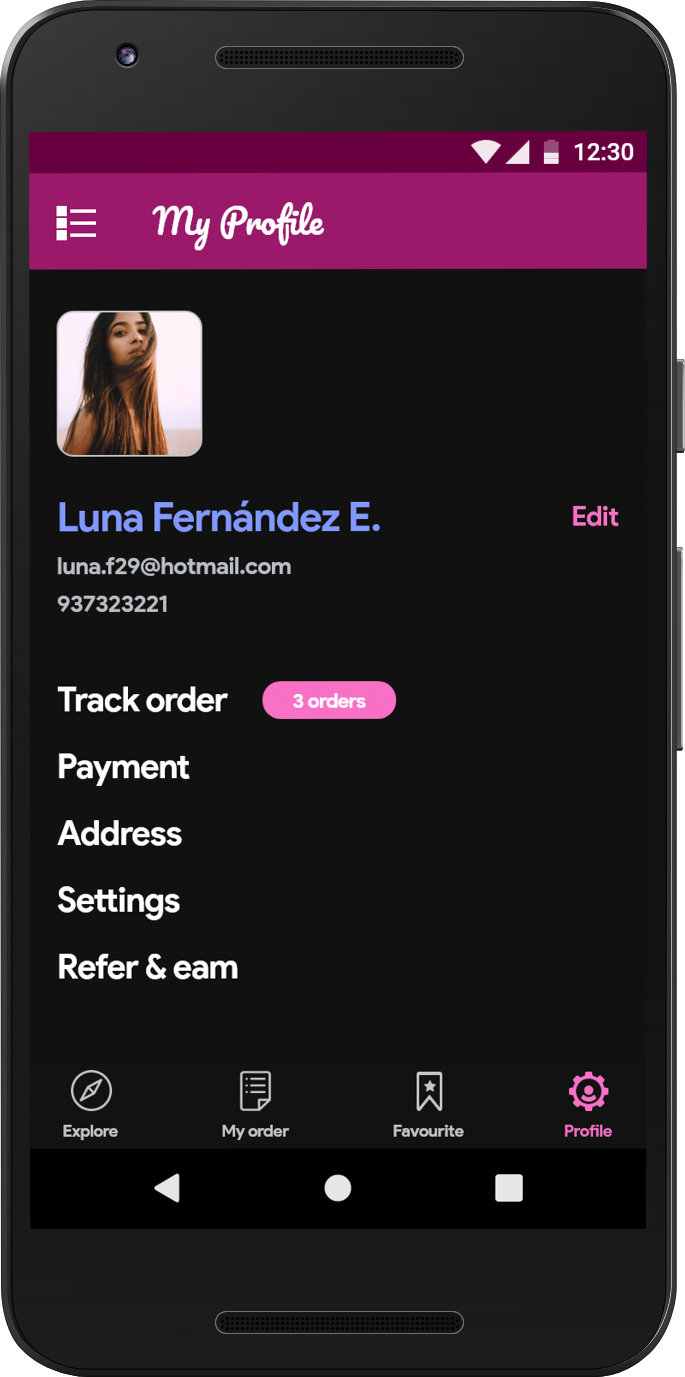 12:30
My Profile
Luna Fernández E.
Edit
luna.f29@hotmail.com
937323221
Track order
3 orders
Payment
Address
Settings
Refer & eam
Explore
My order
Favourite
Profile